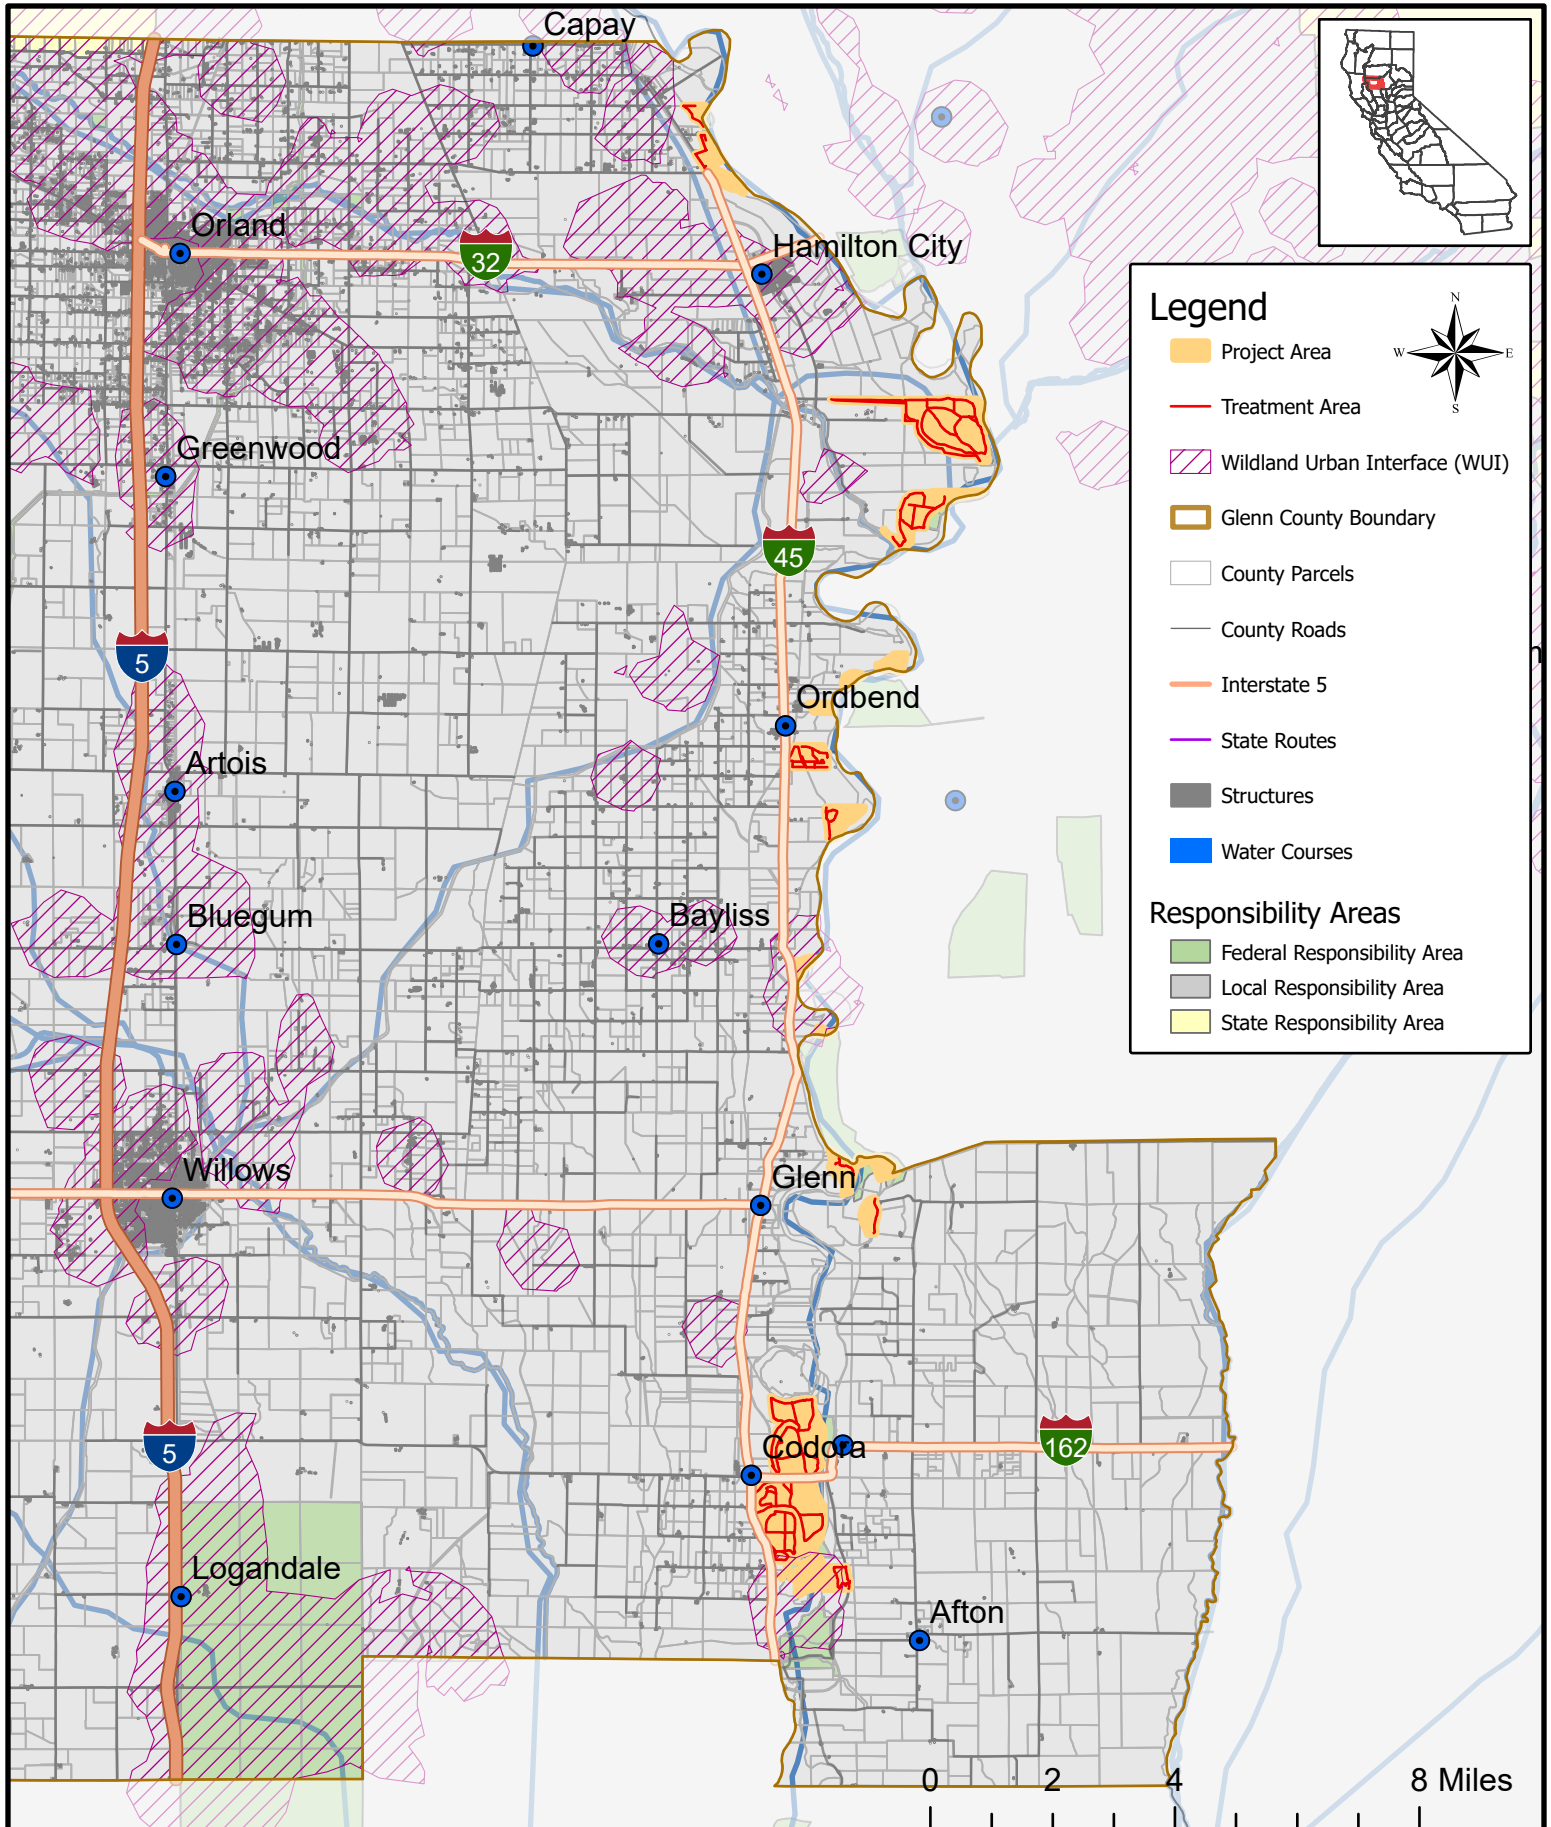 Capay
Orland
32
Hamilton City
Greenwood
45
5
Ordbend
Artois
Bluegum
Bayliss
Willows
Glenn
5
Codora
162
Logandale
Afton
0 2 4 8 Miles
Legend
N
W E
S
Project Area
Treatment Area
Wildland Urban Interface (WUI)
Glenn County Boundary
County Parcels
County Roads
Interstate 5
State Routes
Structures
Water Courses
Responsibility Areas
Federal Responsibility Area
Local Responsibility Area
State Responsibility Area